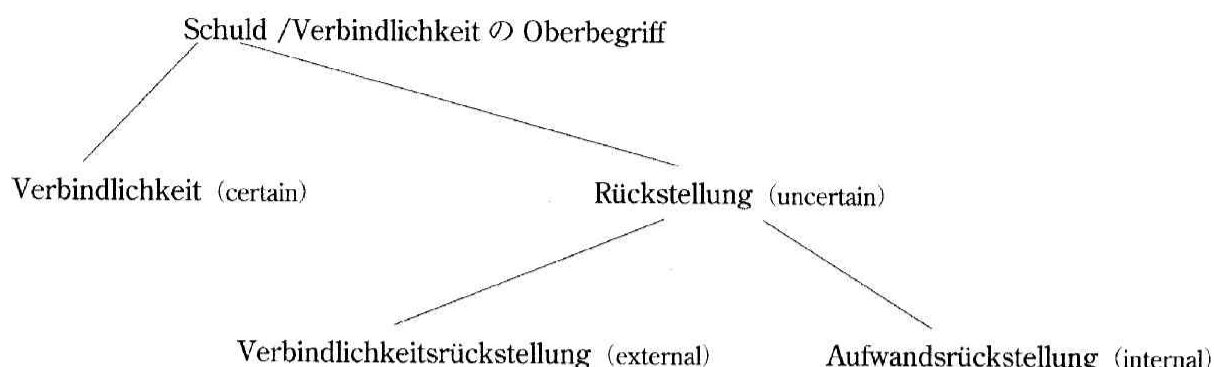 Schuld /Verbindlichkeit の Oberbegriff
Verbindlichkeit (certain)
Rückstellung (uncertain)
Verbindlichkeitsrückstellung (external)
Aufwandsrückstellung (internal)